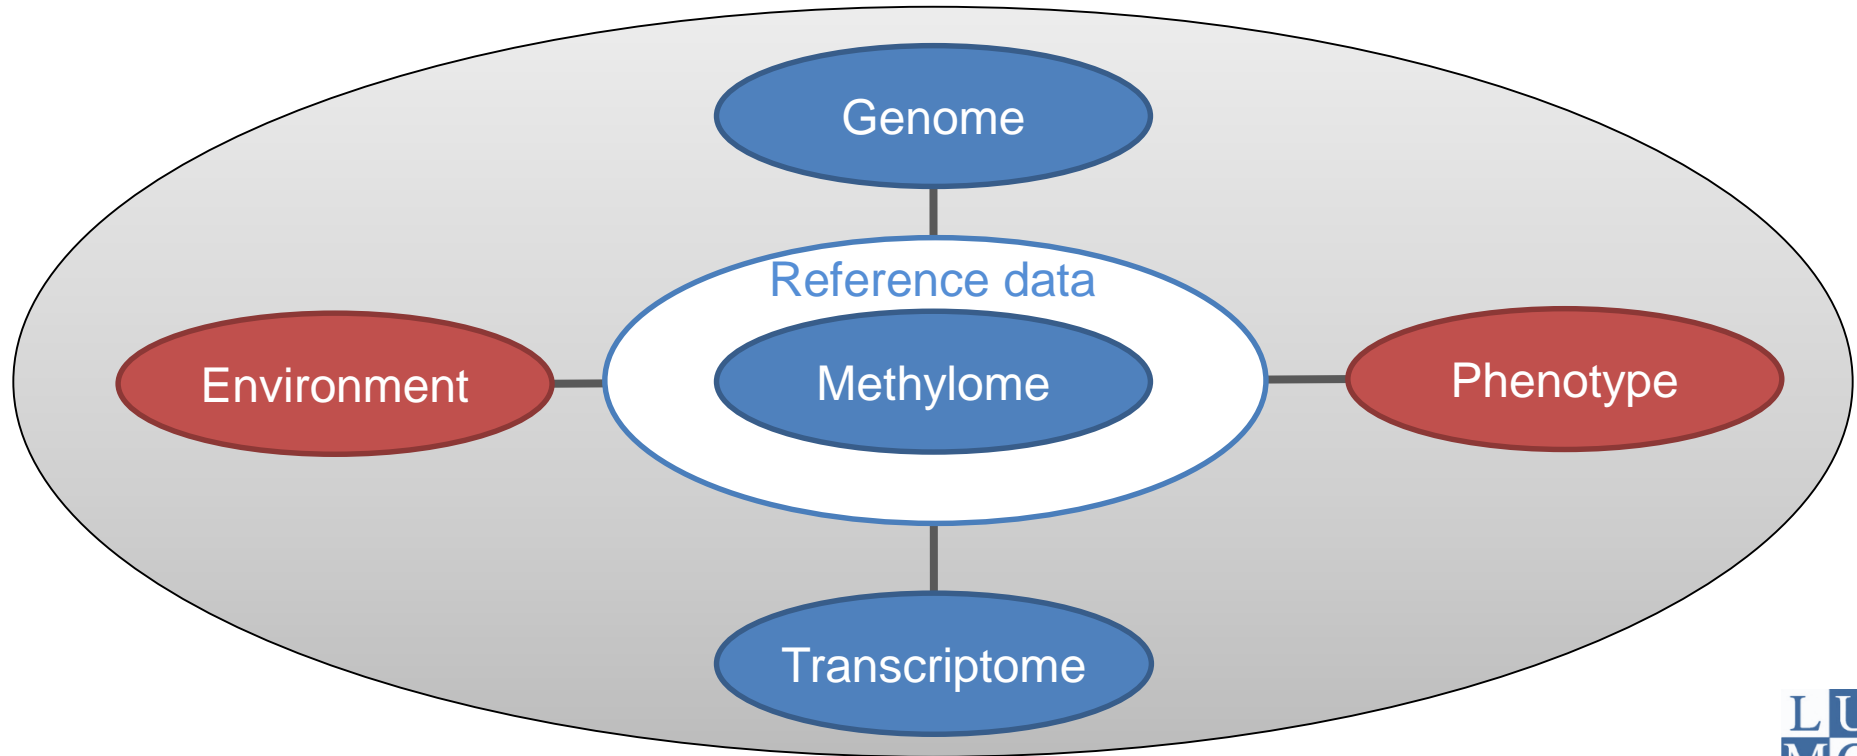 Genome
Reference data
Environment
Methylome
Phenotype
Transcriptome
L U
M C